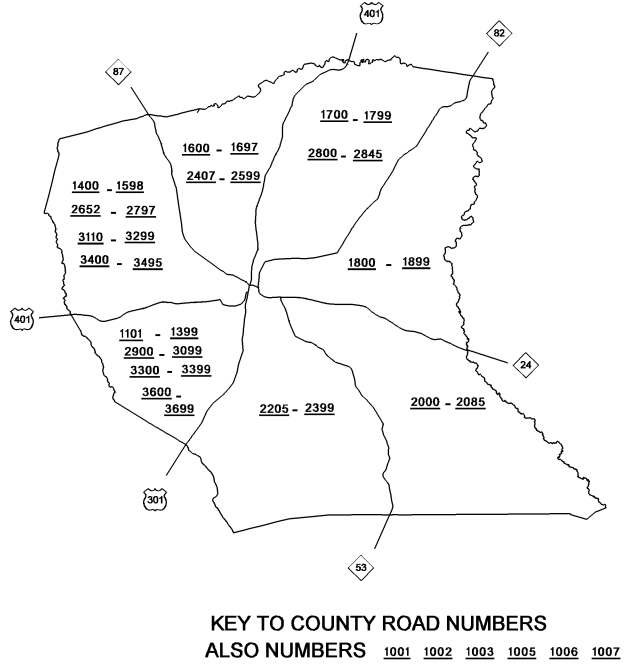 401
82
87
1700 - 1799
1600 - 1697
2800 - 2845
2407 - 2599
1400 - 1598
2652 - 2797
3110 - 3299
3400 - 3495
1800 - 1899
401
1101 - 1399
2900 - 3099
3300 - 3399
3600 -
3699
24
2205 - 2399
2000 - 2085
301
53
KEY TO COUNTY ROAD NUMBERS
ALSO NUMBERS 1001 1002 1003 1005 1006 1007